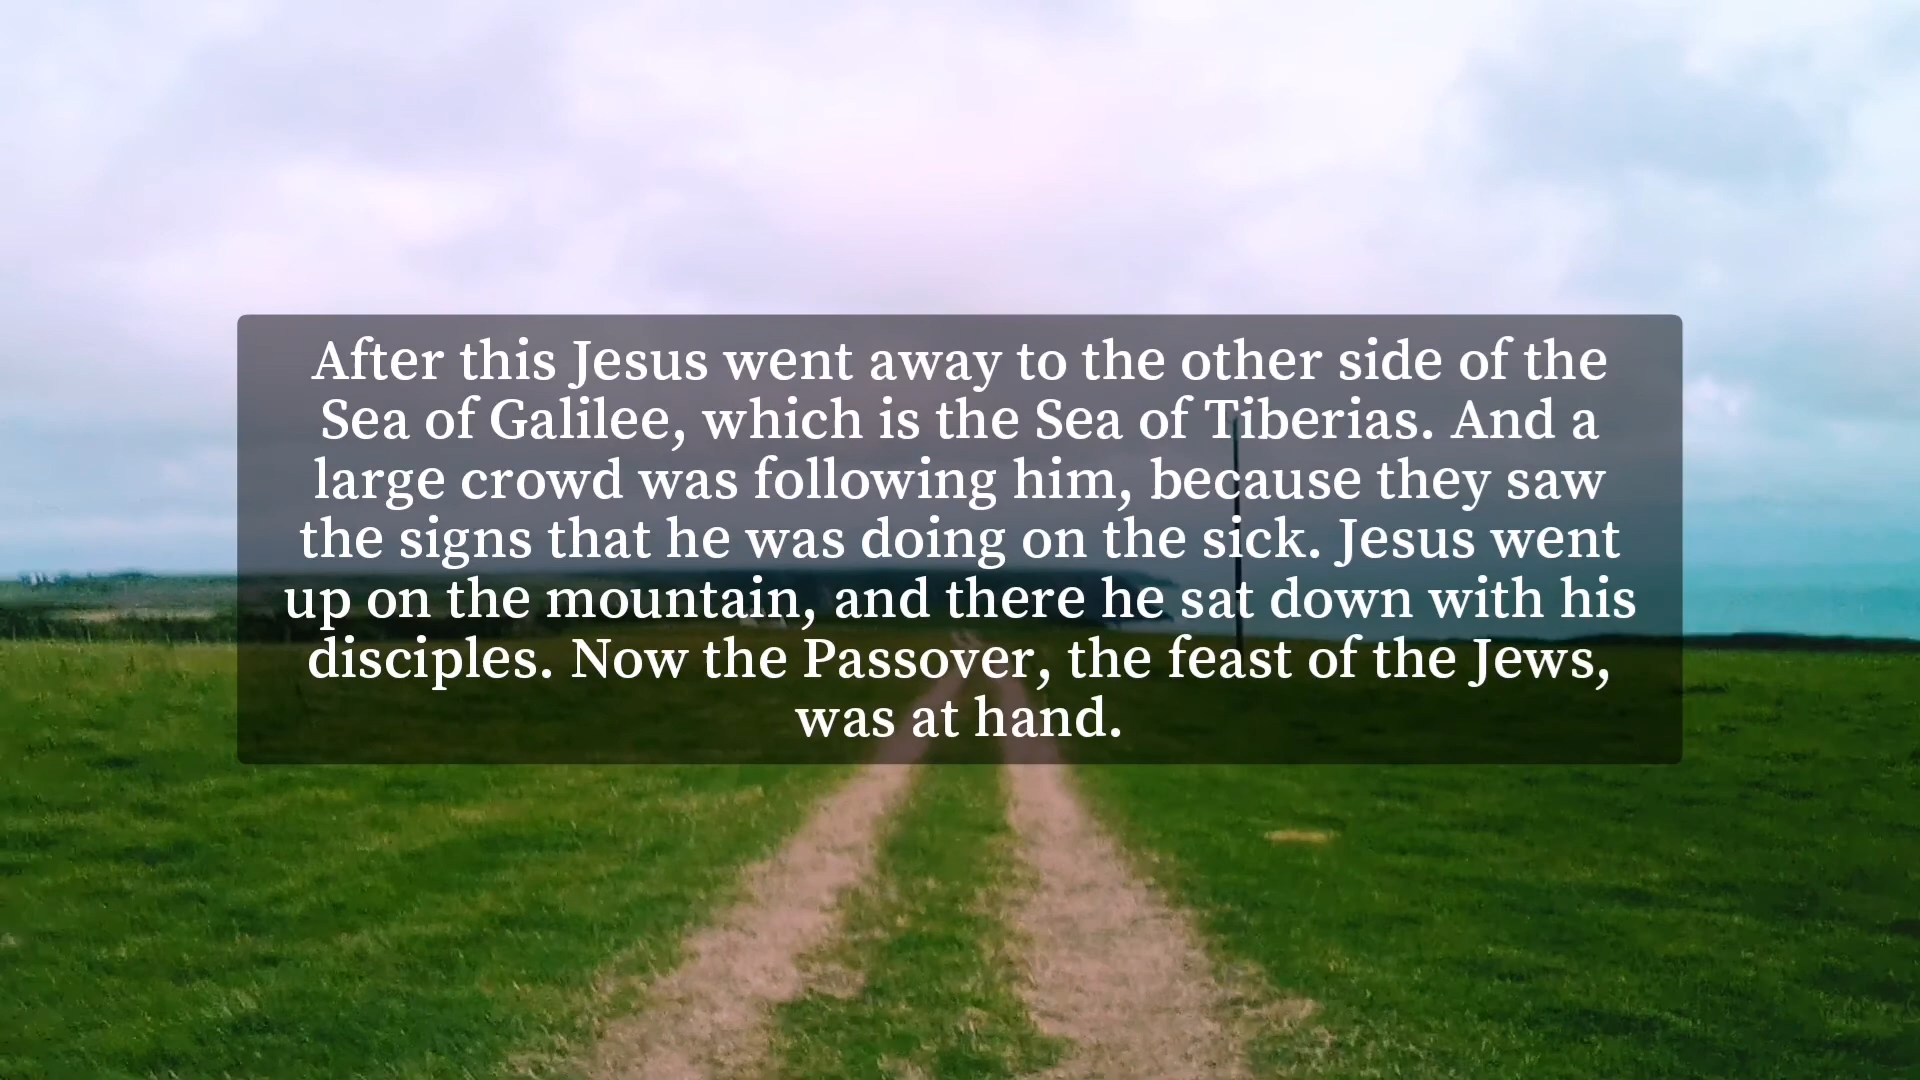 After this Jesus went away to the other side of the
Sea of Galilee, which is the Sea of Tiberias. And a
large crowd was following him, because they saw
the signs that he was doing on the sick. Jesus went
up on the mountain, and there he sat down with his
disciples. Now the Passover, the feast of the Jews,
was at hand.